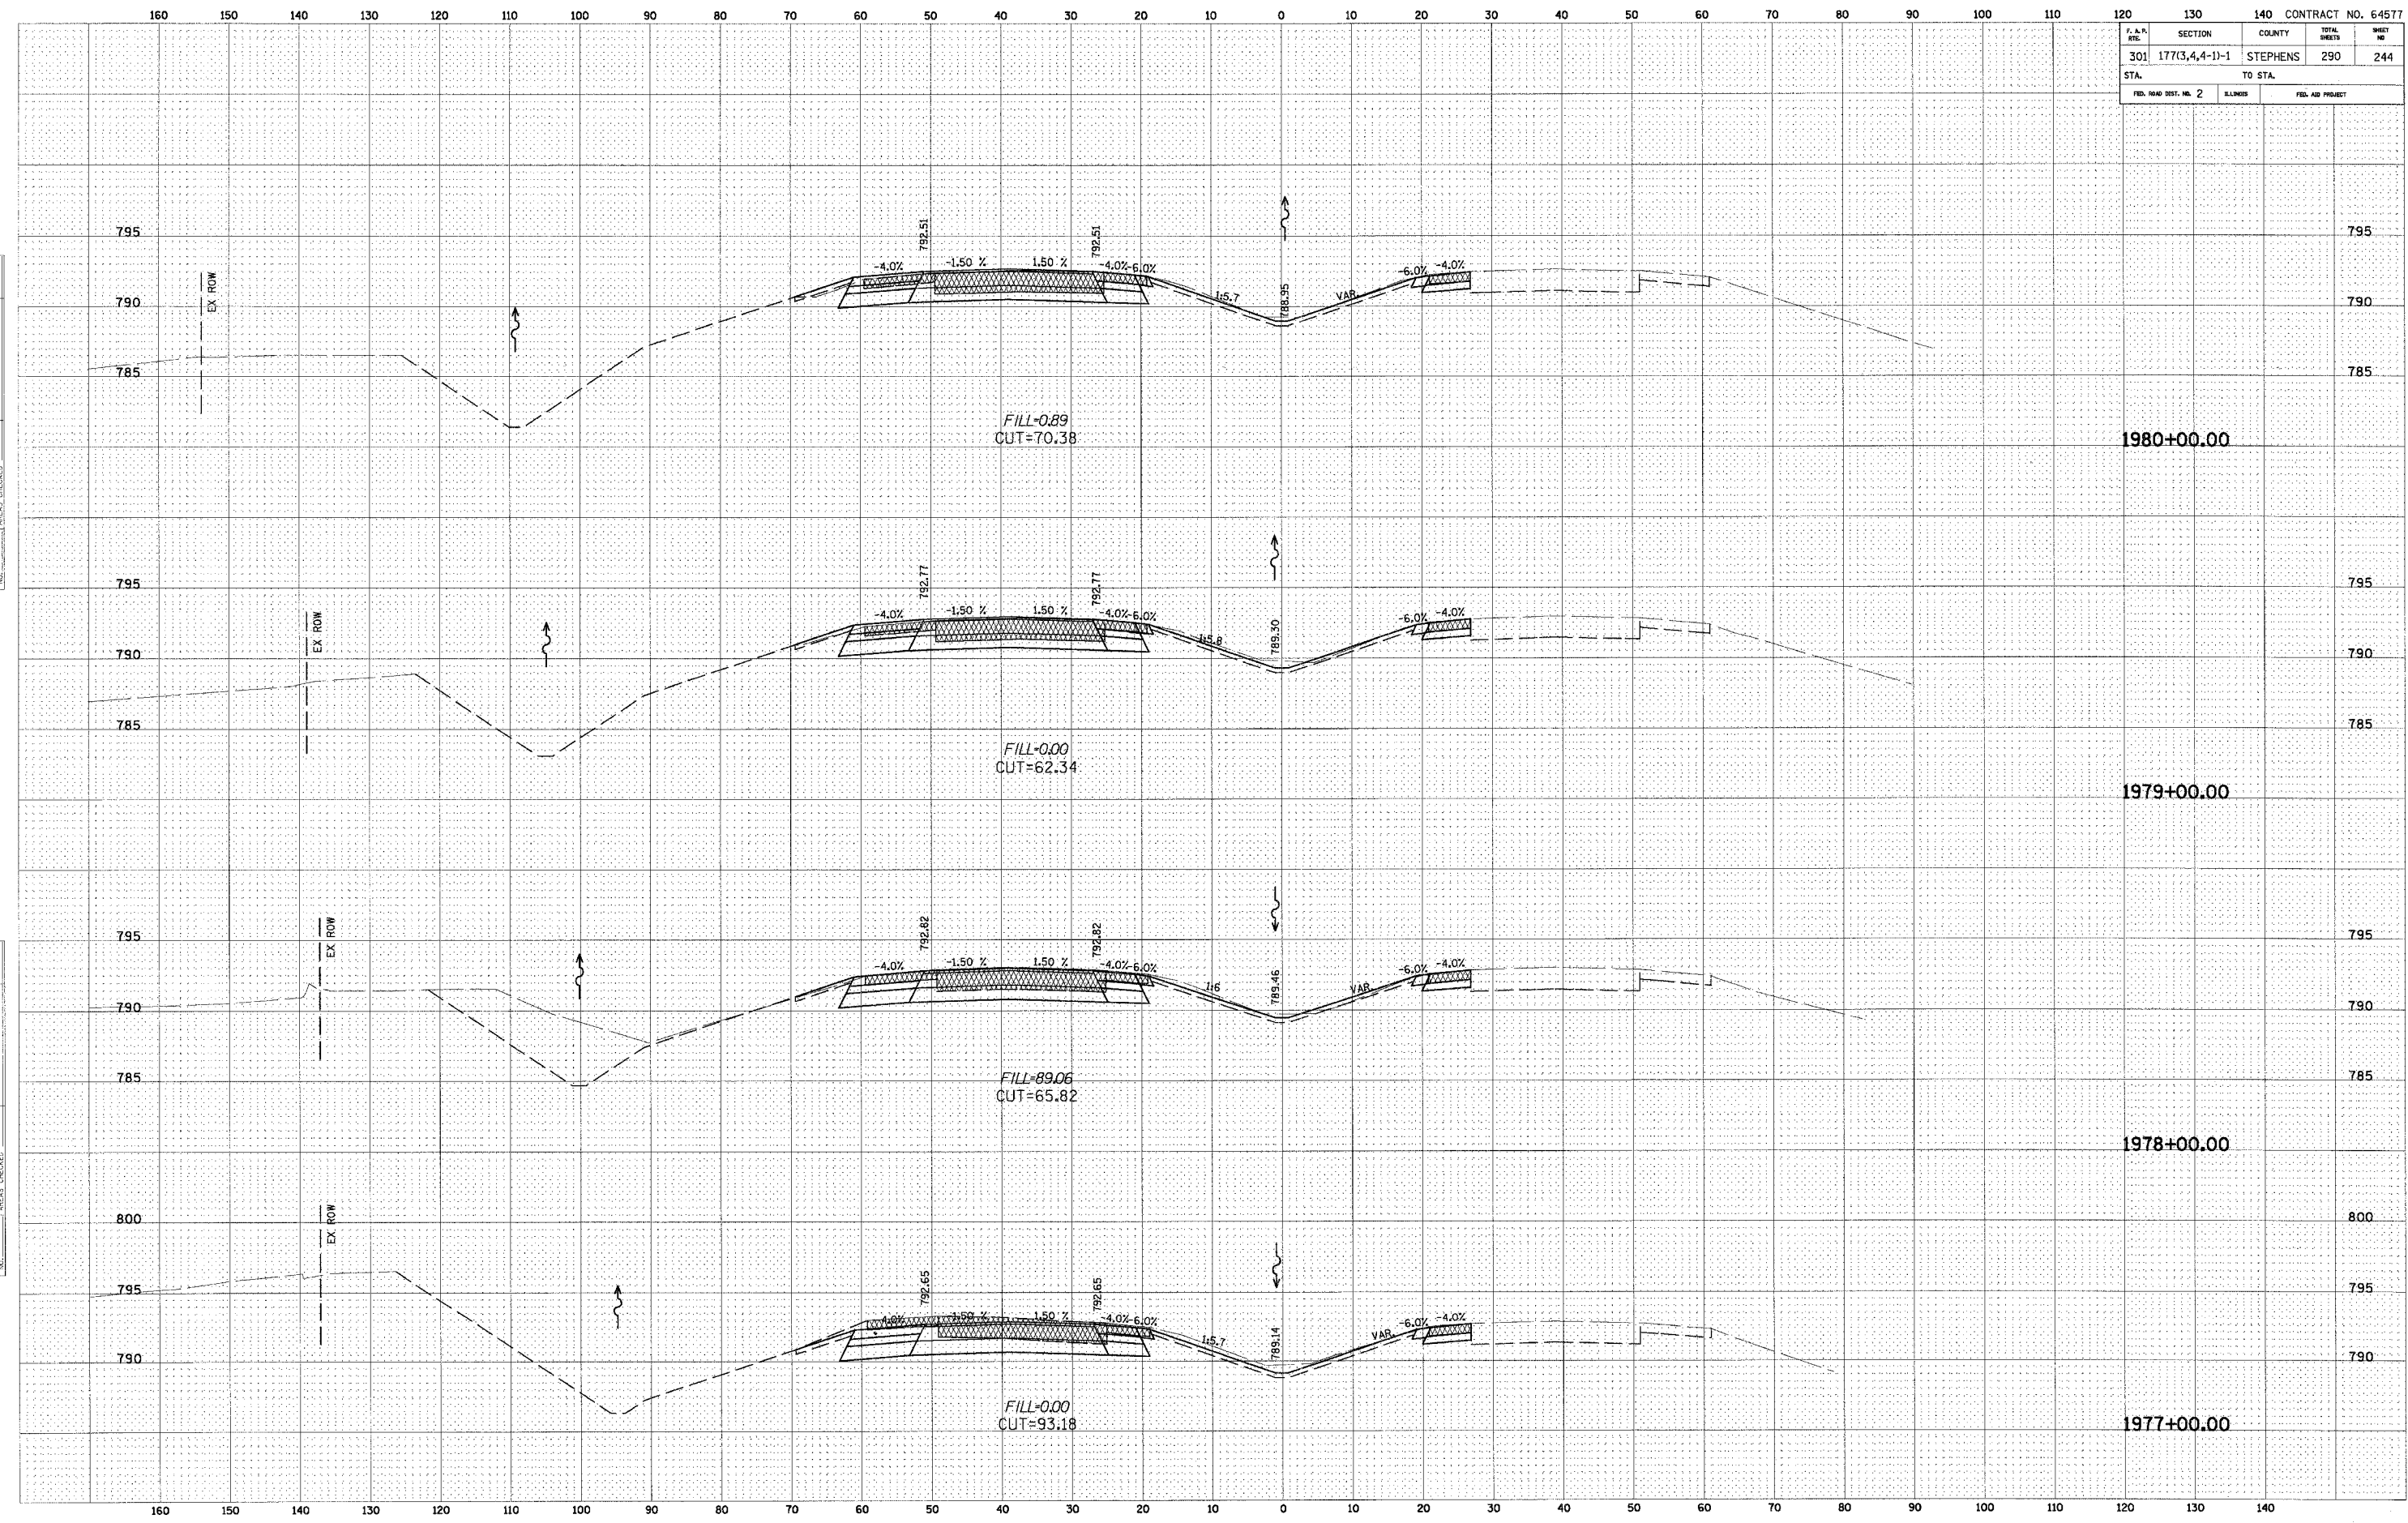 160 150 140 130 120 110 100 90 80 70 60 50 40 30 20 10 0 10 20 30 40 50 60 70 80 90 100 110 120 130 140 CONTRACT NO. 64577
F. A.P. RTE. SECTION COUNTY TOTAL SHEETS SHEET NO
301 177(3,4,4-1)-1 STEPHENS 290 244
STA. TO STA.
FED. ROAD DIST. NO. 2 ILLINOIS FED. AID PROJECT
795 792.51 792.51 795
-4.0% -1.50 % 1.50 % -4.0% -6.0% -6.0% -4.0%
EX ROW
790 1:5.7 788.95 VAR. 790
785 785
FILL=0.89
CUT=70.38
1980+00.00
795 792.77 792.77 795
-4.0% -1.50 % 1.50 % -4.0% -6.0% -6.0% -4.0%
EX ROW
790 1:5.8 789.30 790
785 785
FILL=0.00
CUT=62.34
1979+00.00
795 EX ROW 792.82 792.82 795
-4.0% -1.50 % 1.50 % -4.0% -6.0% -6.0% -4.0%
790 1:6 789.46 VAR. 790
785 785
FILL=89.06
CUT=65.82
1978+00.00
800 EX ROW 800
795 792.65 792.65 795
-4.0% -1.50 % 1.50 % -4.0% -6.0% -6.0% -4.0%
790 1:5.7 789.14 VAR. 790
FILL=0.00
CUT=93.18
1977+00.00
160 150 140 130 120 110 100 90 80 70 60 50 40 30 20 10 0 10 20 30 40 50 60 70 80 90 100 110 120 130 140